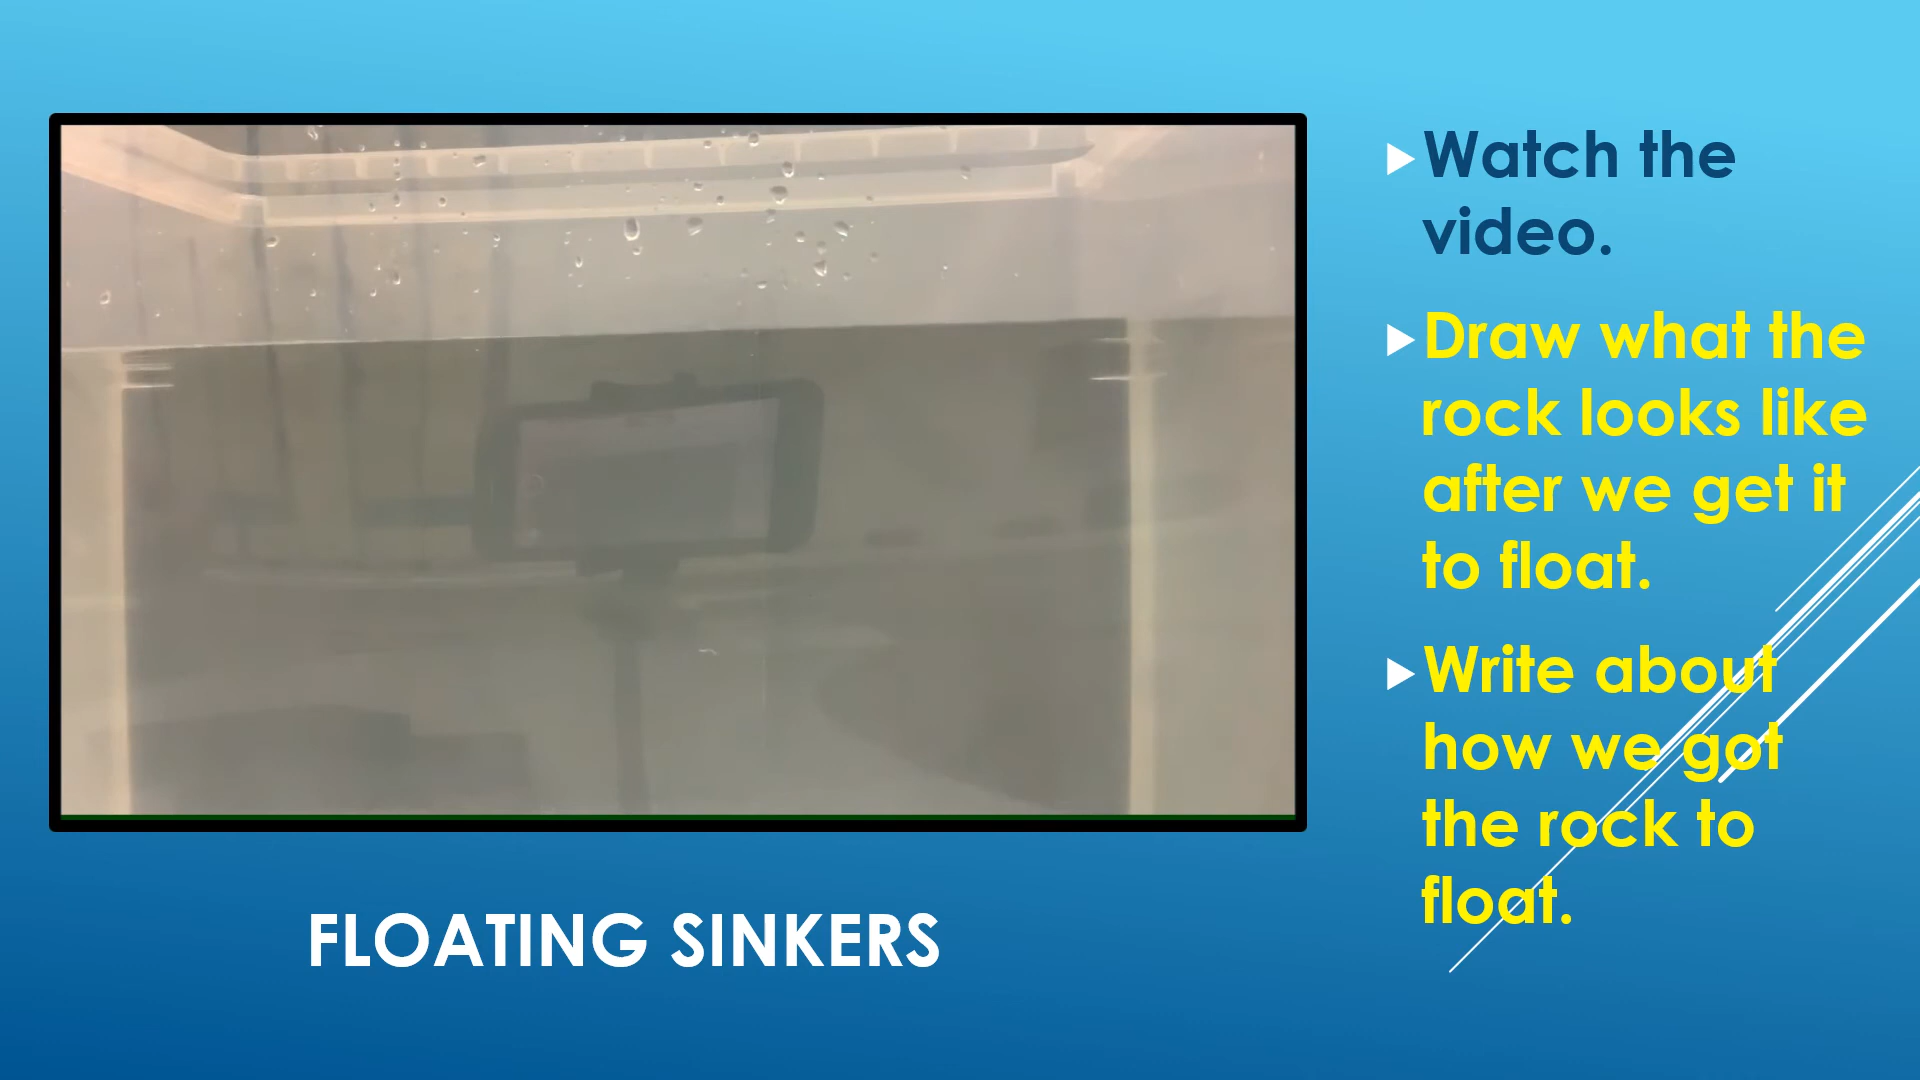 Watch the
video.
Draw what the
rock looks like
after we get it
to float.
Write about
how we got
the rock to
float.
FLOATING SINKERS